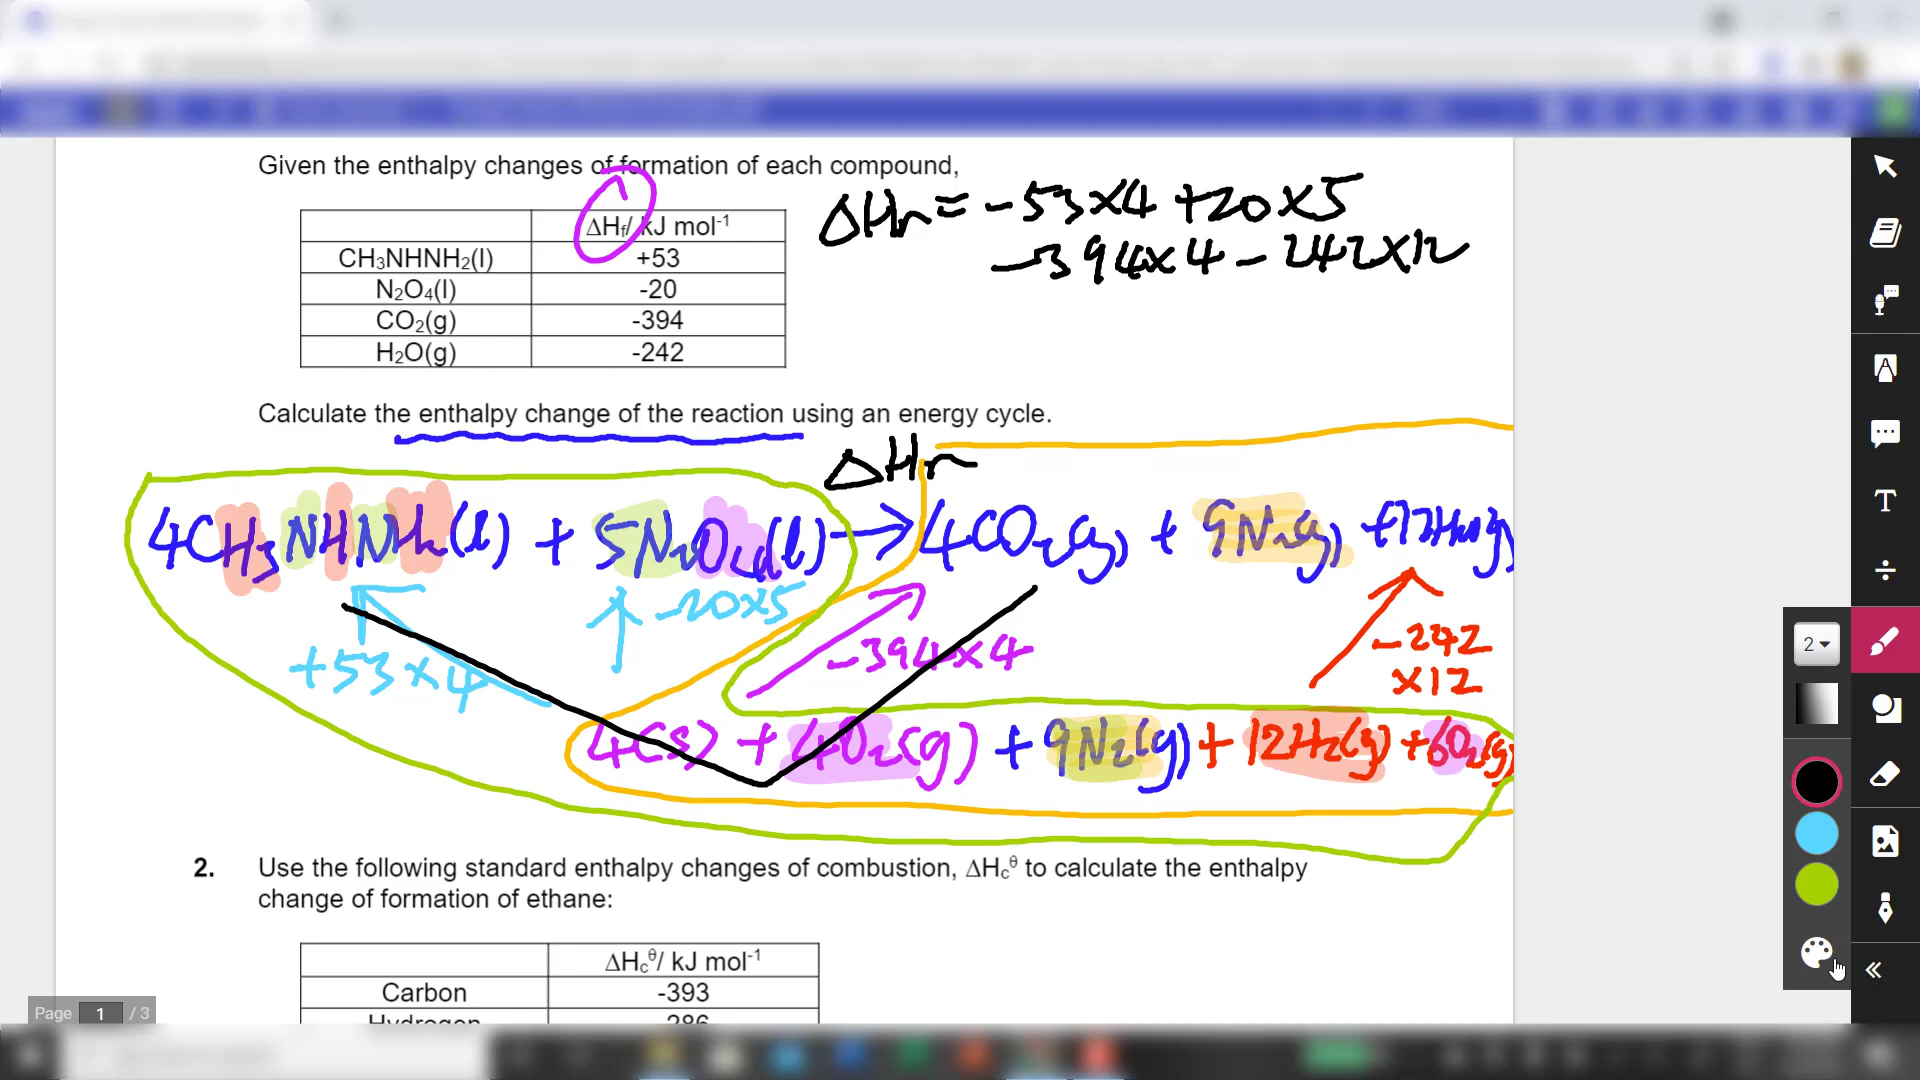 Given the enthalpy changes of formation of each compound,
ΔHf/ kJ mol-1
CH3NHNH2(l) +53
N2O4(l) -20
CO2(g) -394
H2O(g) -242
ΔHr = -53×4 +20×5
-394×4 - 242×12
Calculate the enthalpy change of the reaction using an energy cycle.
ΔHr
4CH3NHNH2(l) + 5N2O4(l) → 4CO2(g) + 9N2(g) + 12H2O(g)
+53×4
-20×5
-394×4
-242
×12
4C(s) + 4O2(g) + 9N2(g) + 12H2(g) + 6O2(g)
2. Use the following standard enthalpy changes of combustion, ΔHcθ to calculate the enthalpy
change of formation of ethane:
ΔHcθ/ kJ mol-1
Carbon -393
Hydrogen -286
Page 1 / 3
2